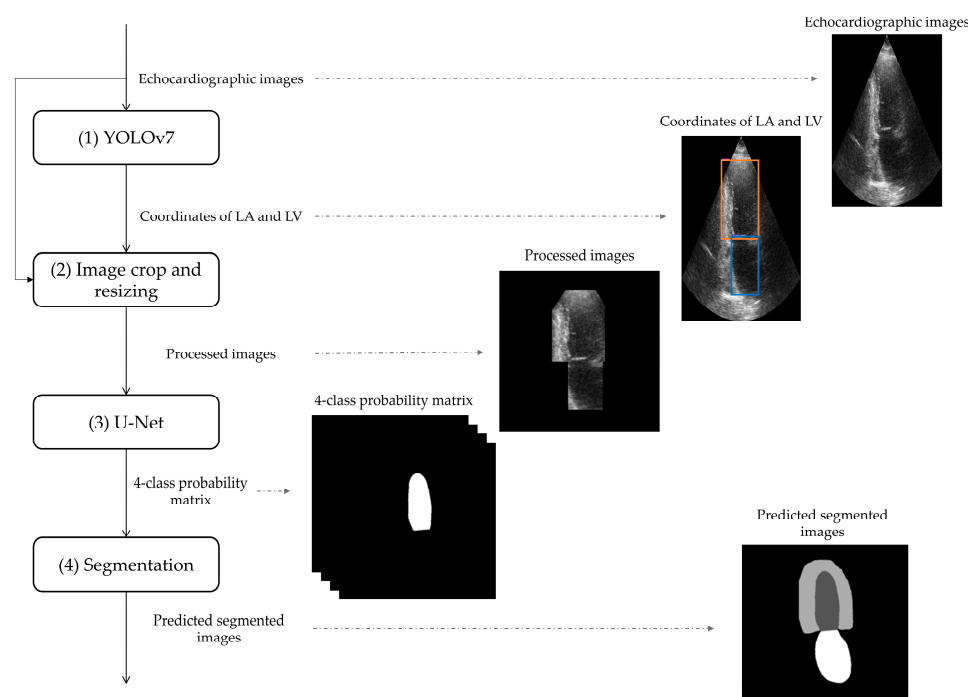 Echocardiographic images
Echocardiographic images
(1) YOLOv7
Coordinates of LA and LV
Coordinates of LA and LV
(2) Image crop and
resizing
Processed images
Processed images
(3) U-Net
4-class probability matrix
4-class probability
matrix
(4) Segmentation
Predicted segmented
images
Predicted segmented
images